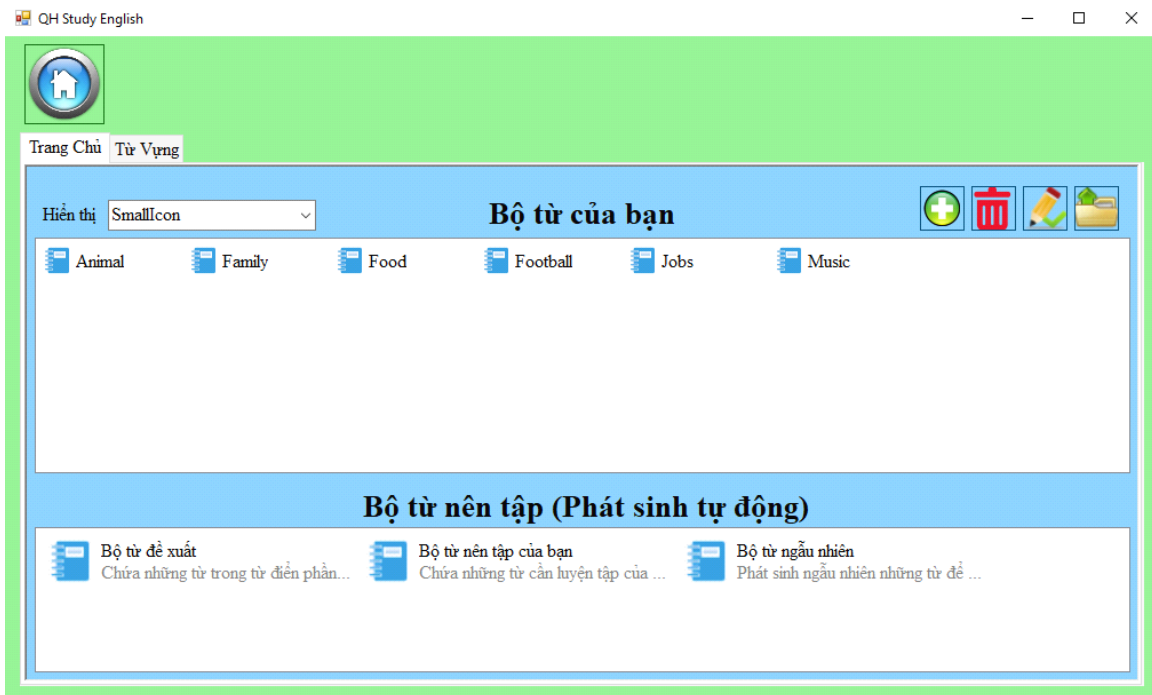 QH Study English
Trang Chủ Từ Vựng
Hiển thị SmallIcon Bộ từ của bạn
Animal Family Food Football Jobs Music
Bộ từ nên tập (Phát sinh tự động)
Bộ từ đề xuất Bộ từ nên tập của bạn Bộ từ ngẫu nhiên
Chứa những từ trong từ điển phần... Chứa những từ cần luyện tập của ... Phát sinh ngẫu nhiên những từ để ...